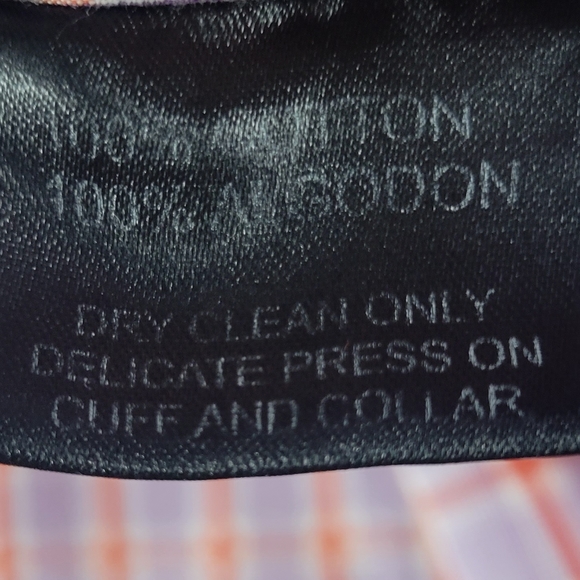 100% COTTON
100% ALGODON
DRY CLEAN ONLY
DELICATE PRESS ON
CUFF AND COLLAR